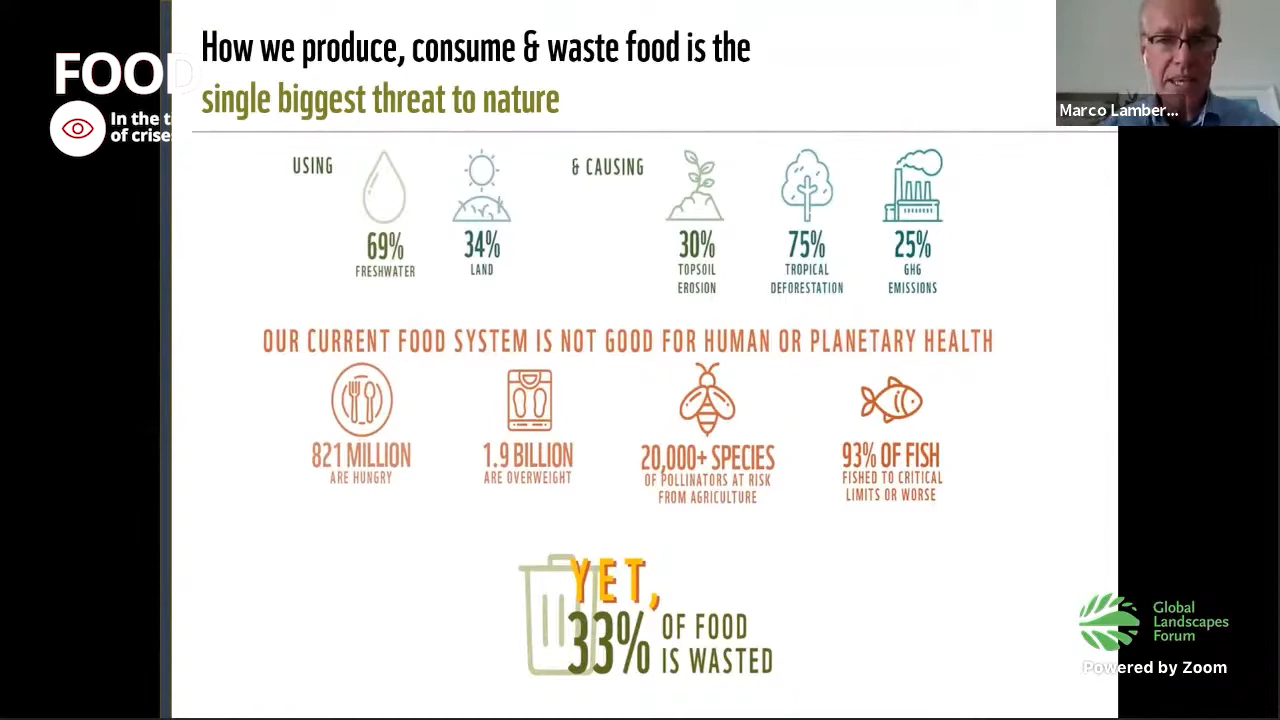 How we produce, consume & waste food is the
single biggest threat to nature
FOOD
In the t
of crise
Marco Lamber...
USING
69%
FRESHWATER
34%
LAND
& CAUSING
30%
TOPSOIL
EROSION
75%
TROPICAL
DEFORESTATION
25%
GHG
EMISSIONS
OUR CURRENT FOOD SYSTEM IS NOT GOOD FOR HUMAN OR PLANETARY HEALTH
821 MILLION
ARE HUNGRY
1.9 BILLION
ARE OVERWEIGHT
20,000+ SPECIES
OF POLLINATORS AT RISK
FROM AGRICULTURE
93% OF FISH
FISHED TO CRITICAL
LIMITS OR WORSE
YET,
33% OF FOOD
IS WASTED
Global
Landscapes
Forum
Powered by Zoom